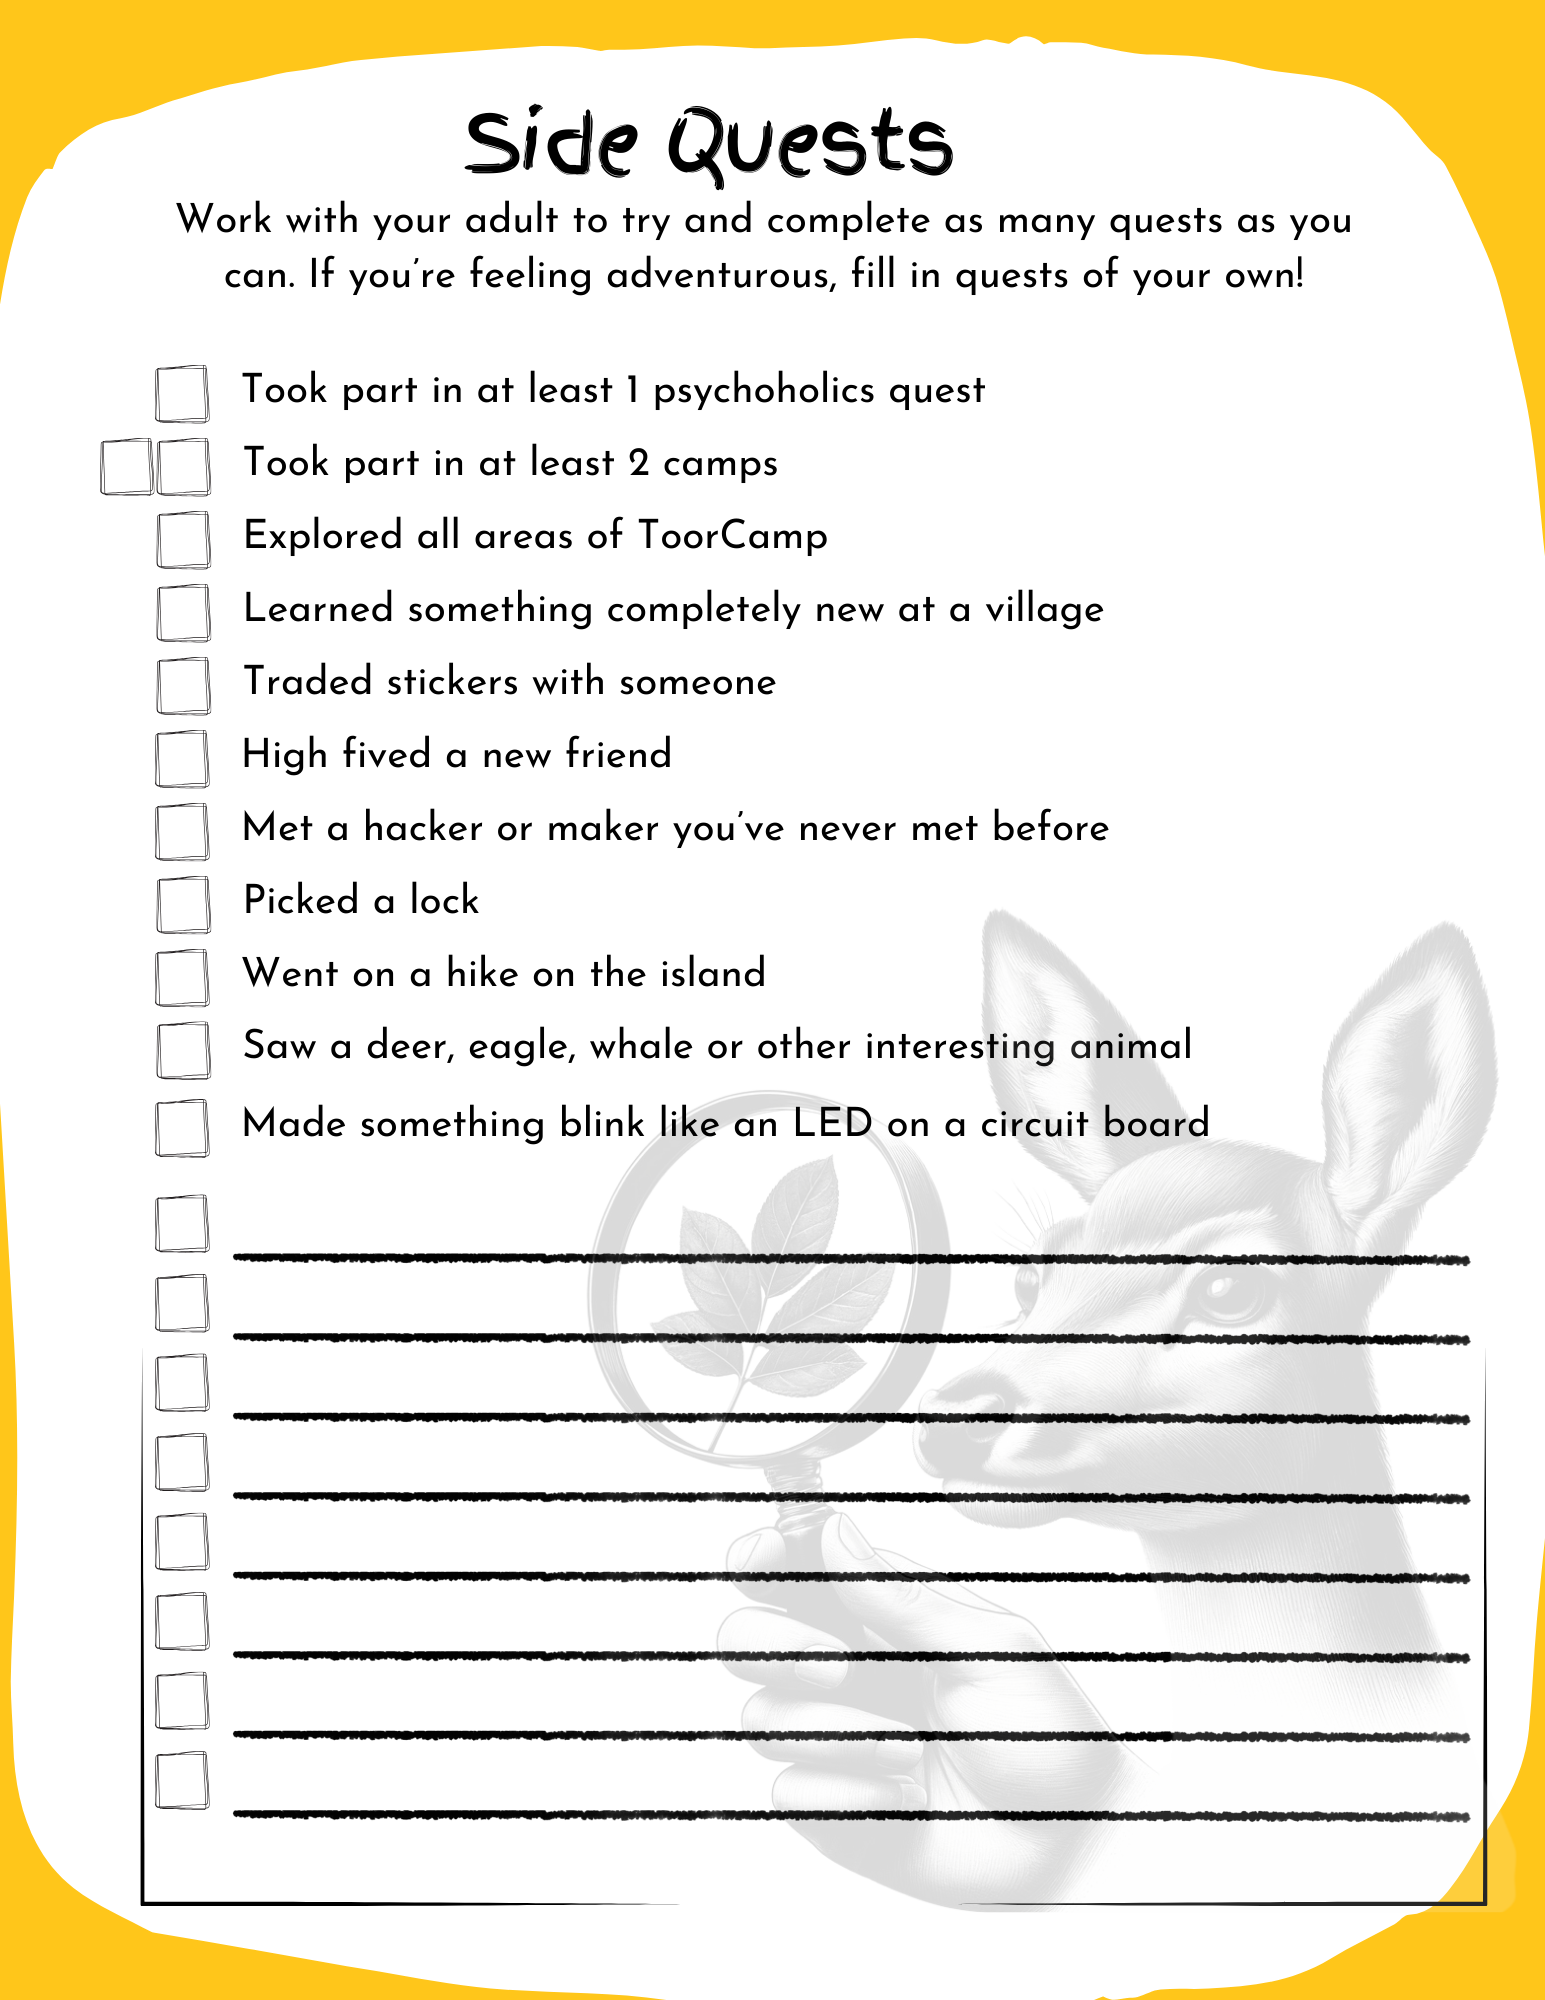 Side Quests
Work with your adult to try and complete as many quests as you
can. If you're feeling adventurous, fill in quests of your own!
Took part in at least 1 psychoholics quest
Took part in at least 2 camps
Explored all areas of ToorCamp
Learned something completely new at a village
Traded stickers with someone
High fived a new friend
Met a hacker or maker you've never met before
Picked a lock
Went on a hike on the island
Saw a deer, eagle, whale or other interesting animal
Made something blink like an LED on a circuit board